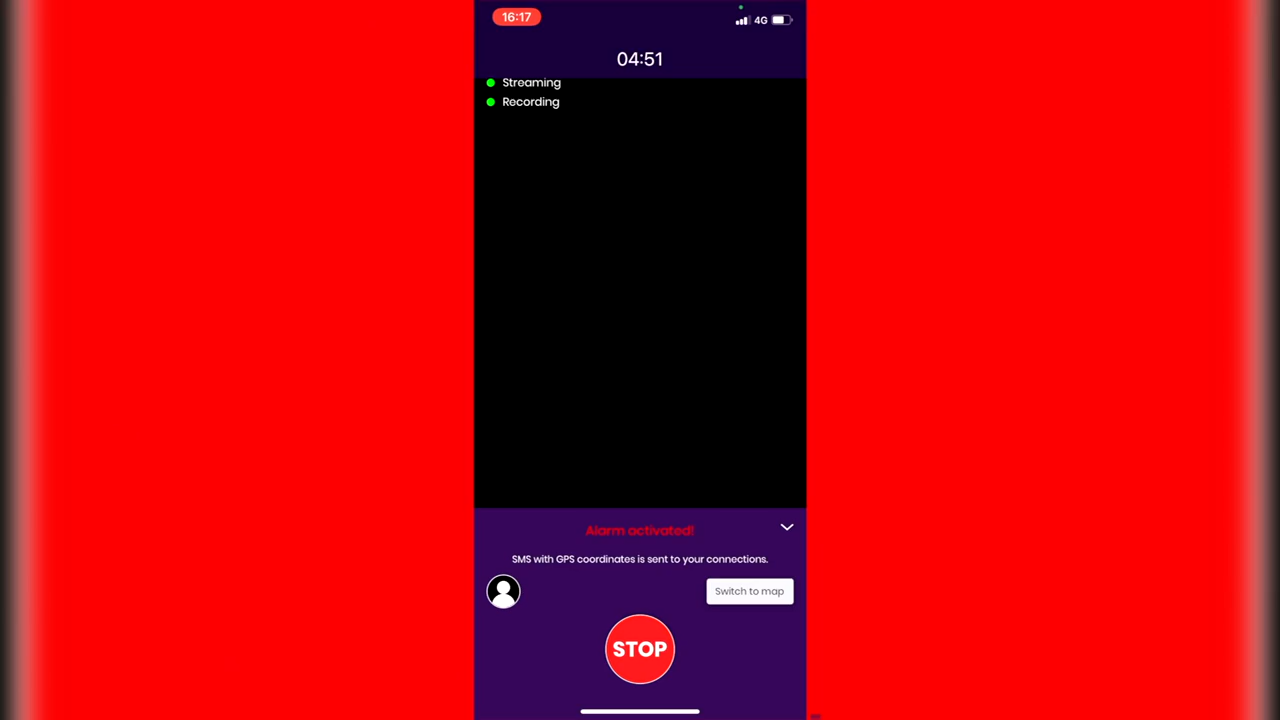 16:17
4G
04:51
Streaming
Recording
Alarm activated!
SMS with GPS coordinates is sent to your connections.
Switch to map
STOP